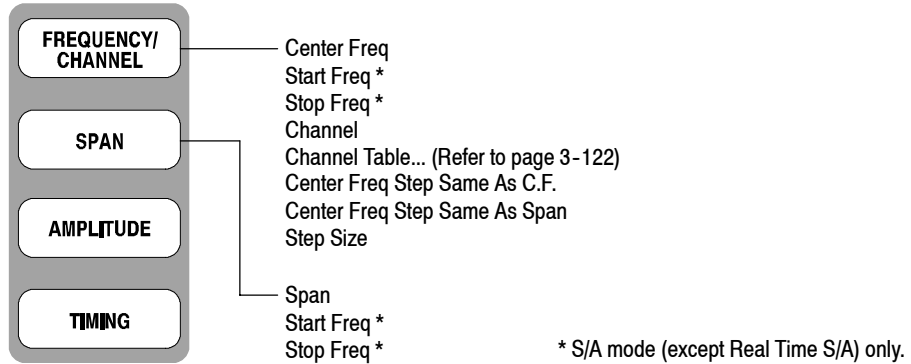 FREQUENCY/
CHANNEL
Center Freq
Start Freq *
Stop Freq *
Channel
Channel Table... (Refer to page 3-122)
Center Freq Step Same As C.F.
Center Freq Step Same As Span
Step Size
SPAN
Span
Start Freq *
Stop Freq *
AMPLITUDE
TIMING
* S/A mode (except Real Time S/A) only.